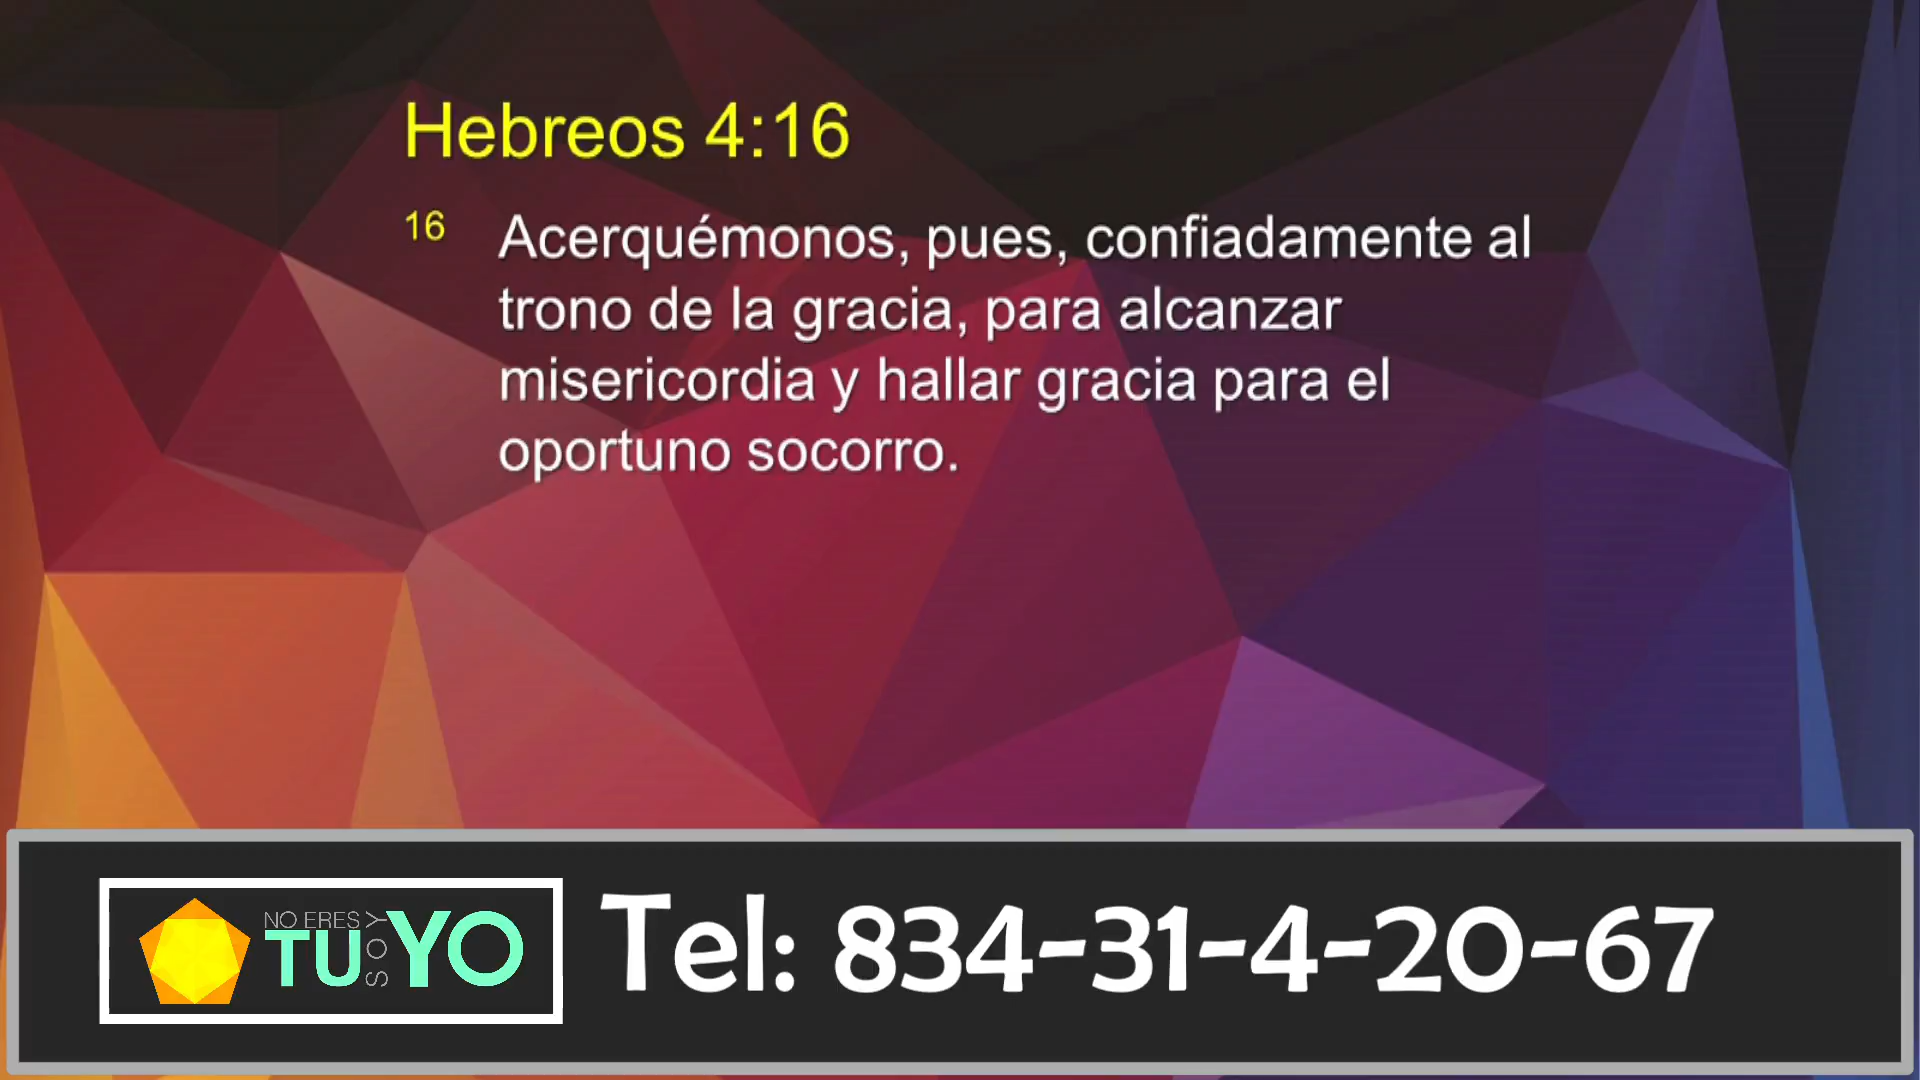 Hebreos 4:16
16 Acerquémonos, pues, confiadamente al
trono de la gracia, para alcanzar
misericordia y hallar gracia para el
oportuno socorro.
NO ERES
TU SOY YO
Tel: 834-31-4-20-67